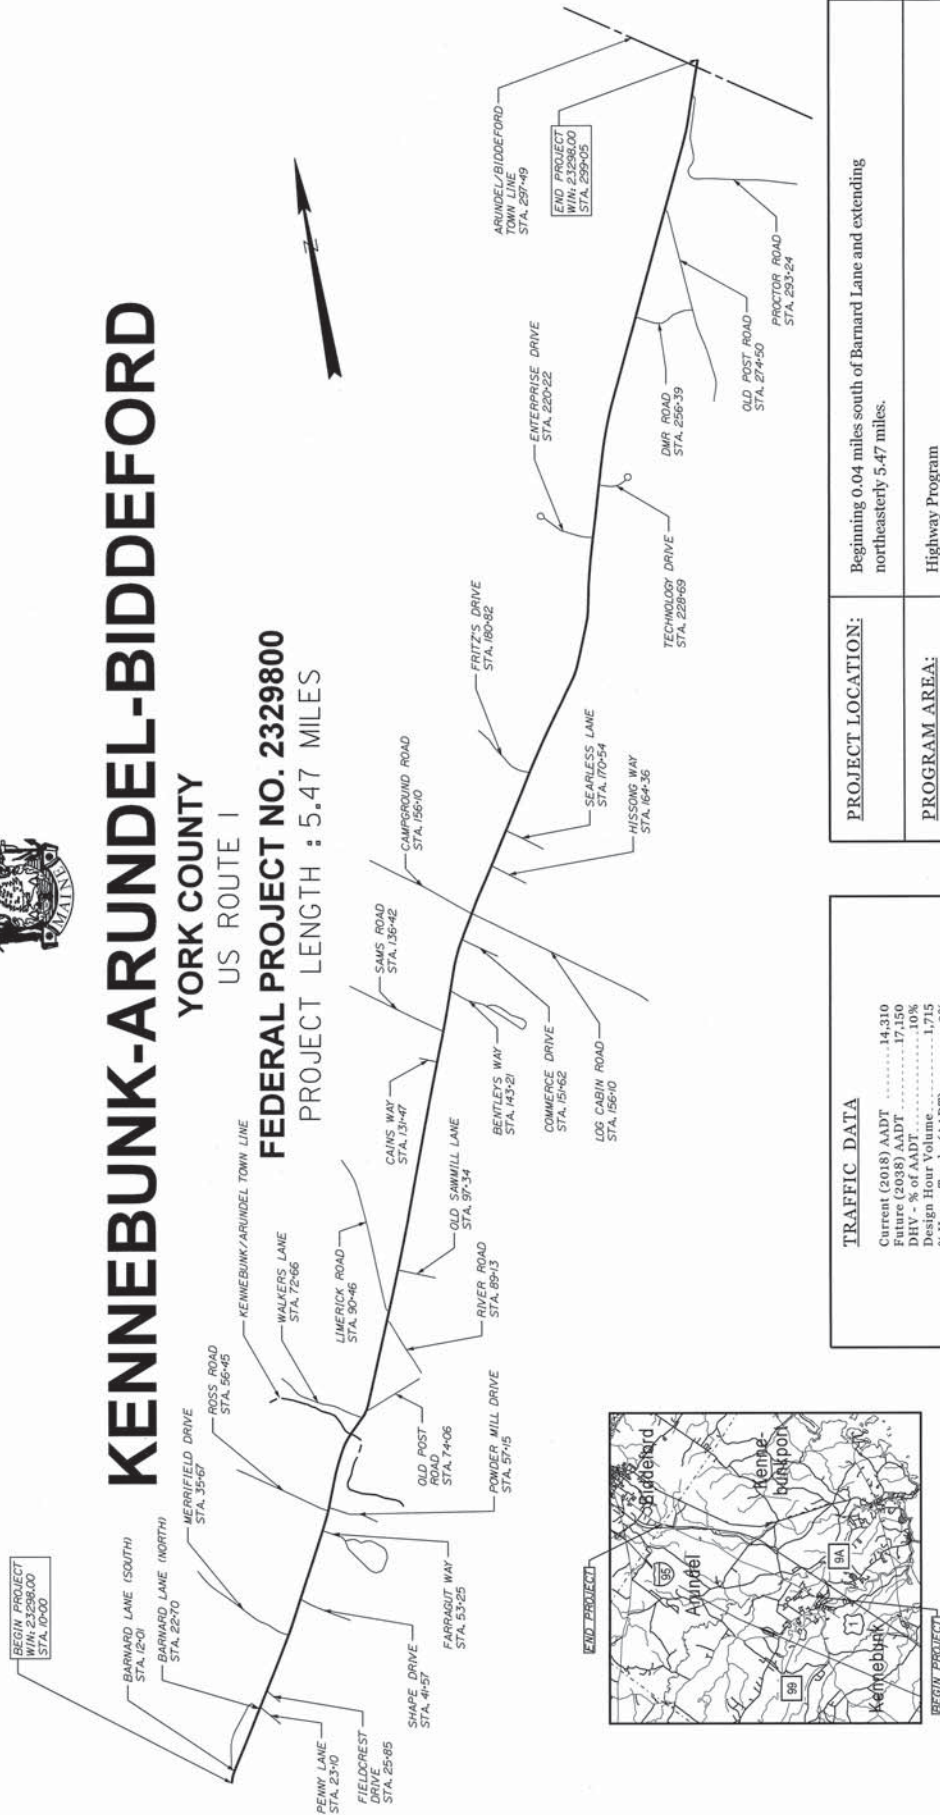 MAINE
KENNEBUNK-ARUNDEL-BIDDEFORD
YORK COUNTY
US ROUTE 1
FEDERAL PROJECT NO. 2329800
PROJECT LENGTH : 5.47 MILES
BEGIN PROJECT
WIN: 23298.00
STA. 10+00
BARNARD LANE (SOUTH)
STA. 12+01
BARNARD LANE (NORTH)
STA. 22+70
MERRIFIELD DRIVE
STA. 35+67
ROSS ROAD
STA. 56+45
KENNEBUNK/ARUNDEL TOWN LINE
WALKERS LANE
STA. 72+66
LIMERICK ROAD
STA. 90+46
CAINS WAY
STA. 131+47
SAMS ROAD
STA. 136+42
CAMPGROUND ROAD
STA. 156+10
FRITZ'S DRIVE
STA. 180+82
ENTERPRISE DRIVE
STA. 220+22
ARUNDEL/BIDDEFORD
TOWN LINE
STA. 297+49
END PROJECT
WIN: 23298.00
STA. 299+05
N
PENNY LANE
STA. 23+10
FIELDCREST
DRIVE
STA. 25+85
SHAPE DRIVE
STA. 41+57
FARRAGUT WAY
STA. 53+25
POWDER MILL DRIVE
STA. 57+15
OLD POST
ROAD
STA. 74+06
RIVER ROAD
STA. 89+13
OLD SAWMILL LANE
STA. 97+34
BENTLEYS WAY
STA. 143+21
COMMERCE DRIVE
STA. 151+62
LOG CABIN ROAD
STA. 156+10
HISSONG WAY
STA. 164+36
SEARLESS LANE
STA. 170+54
TECHNOLOGY DRIVE
STA. 228+69
DMR ROAD
STA. 256+39
OLD POST ROAD
STA. 274+50
PROCTOR ROAD
STA. 293+24
END PROJECT
Biddeford
95
Arundel
Kenne-
bunkport
9A
99
1
Kennebunk
BEGIN PROJECT
TRAFFIC DATA
Current (2018) AADT 14,310
Future (2038) AADT 17,150
DHV - % of AADT 10%
Design Hour Volume 1,715
PROJECT LOCATION:
Beginning 0.04 miles south of Barnard Lane and extending
northeasterly 5.47 miles.
PROGRAM AREA:
Highway Program